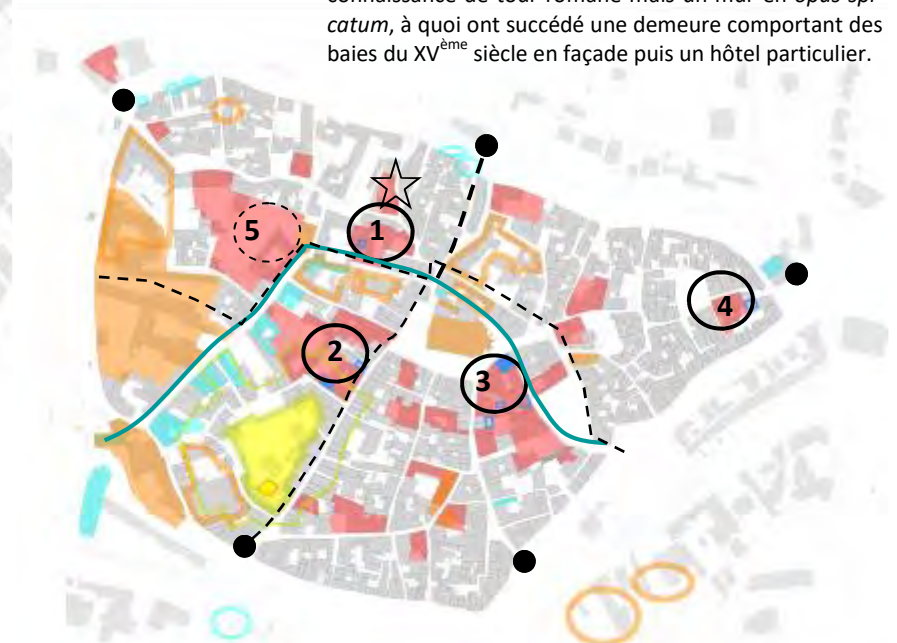 connaissance de tour romane mais un mur en opus spi-
catum, à quoi ont succédé une demeure comportant des
baies du XVème siècle en façade puis un hôtel particulier.
5
1
4
2
3